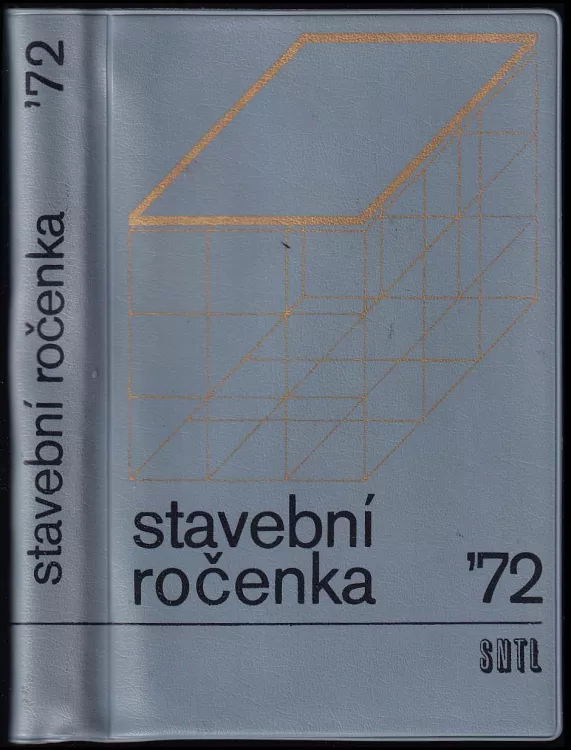 stavební ročenka '72
stavební
ročenka '72
SNTL